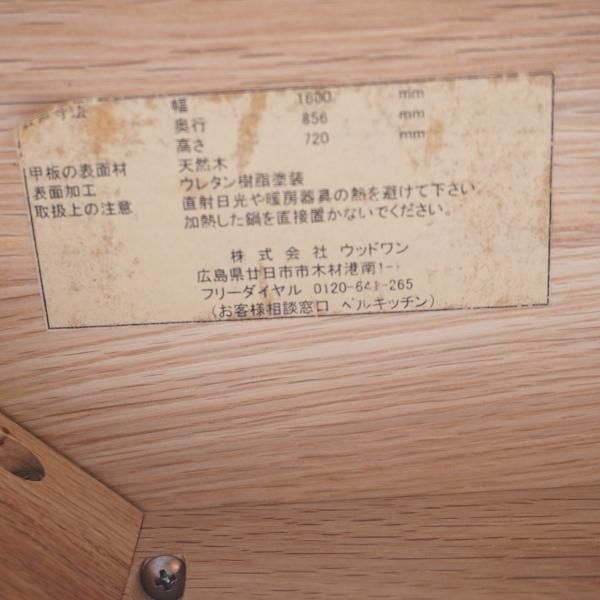 寸法 幅 1600 mm
奥行 856 mm
高さ 720 mm
甲板の表面材 天然木
表面加工 ウレタン樹脂塗装
取扱上の注意 直射日光や暖房器具の熱を避けて下さい。
加熱した鍋を直接置かないでください。
株式会社 ウッドワン
広島県廿日市市木材港南1-
フリーダイヤル 0120-641-265
(お客様相談窓口 ベルキッチン)